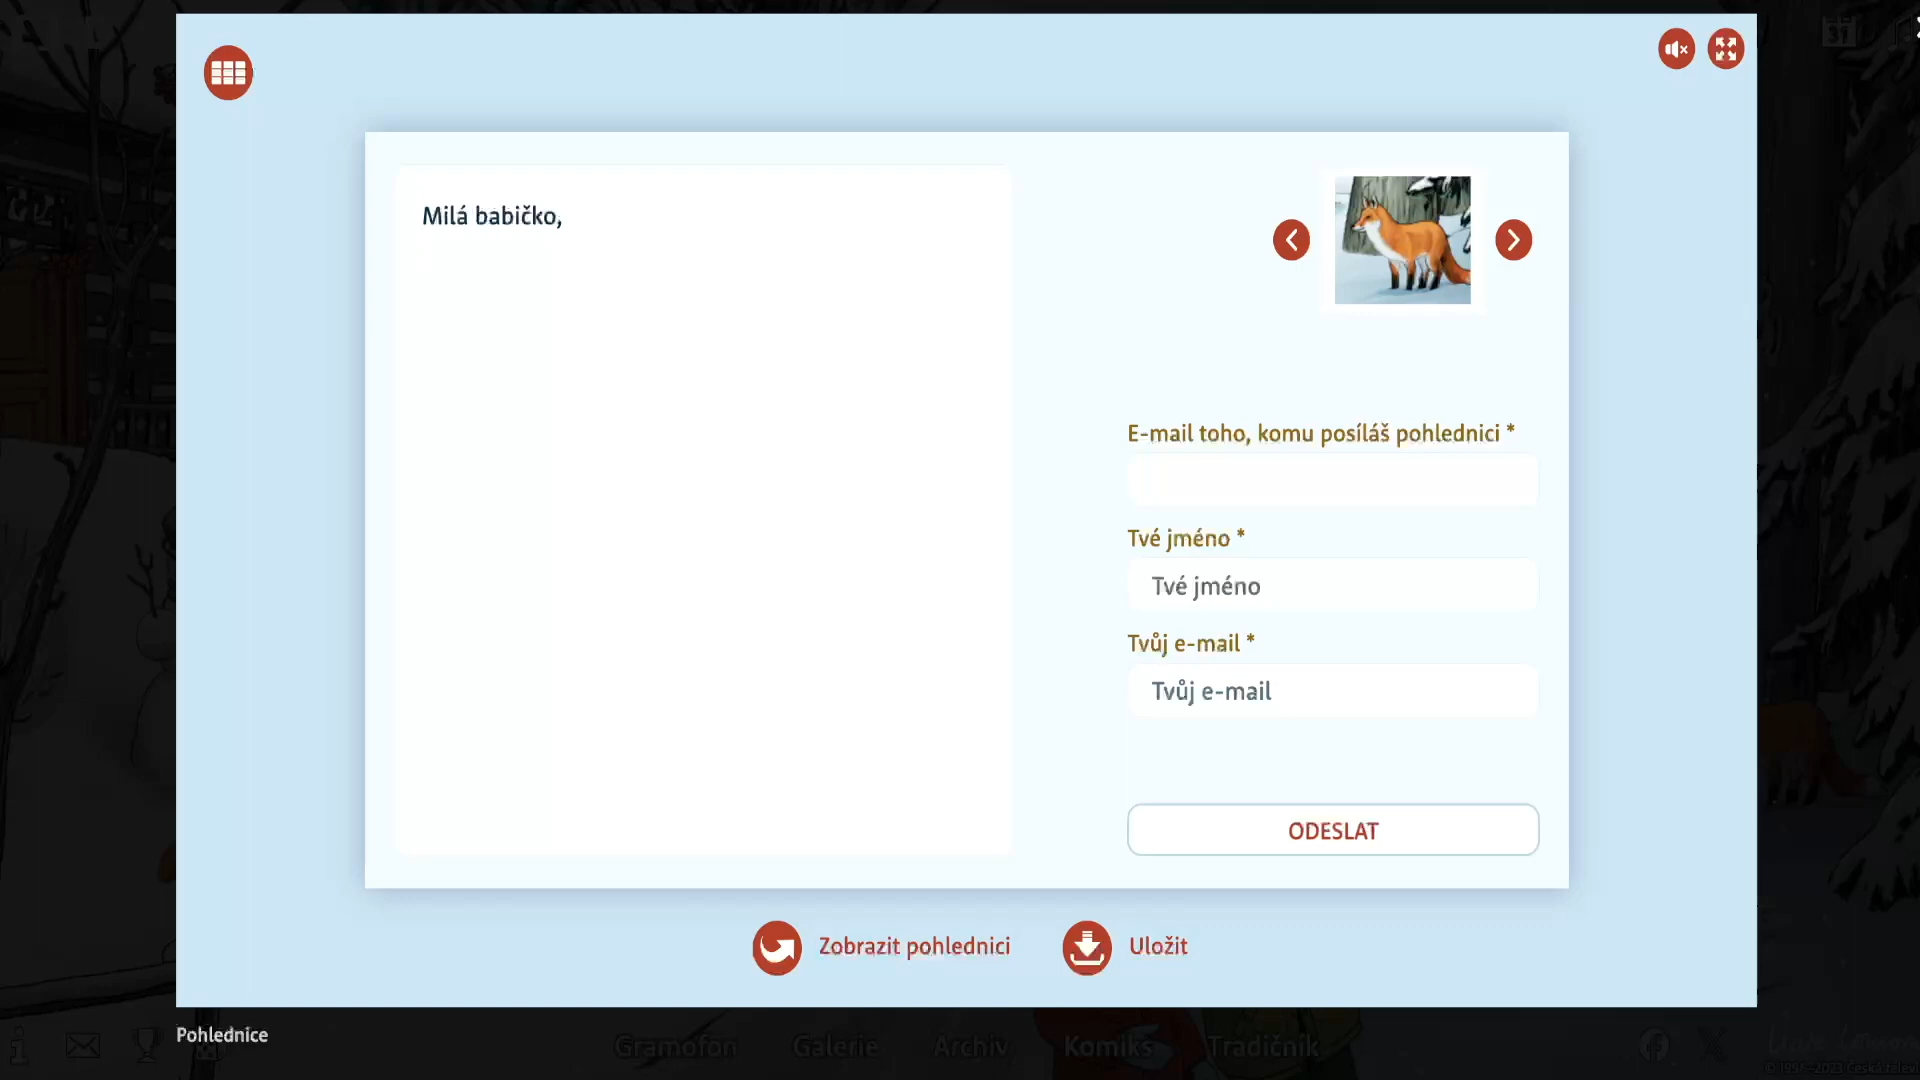 31
Milá babičko,
E-mail toho, komu posíláš pohlednici *
Tvé jméno *
Tvé jméno
Tvůj e-mail *
Tvůj e-mail
ODESLAT
Zobrazit pohlednici
Uložit
Pohlednice
Gramofon
Galerie
Archiv
Komiks
Tradičník